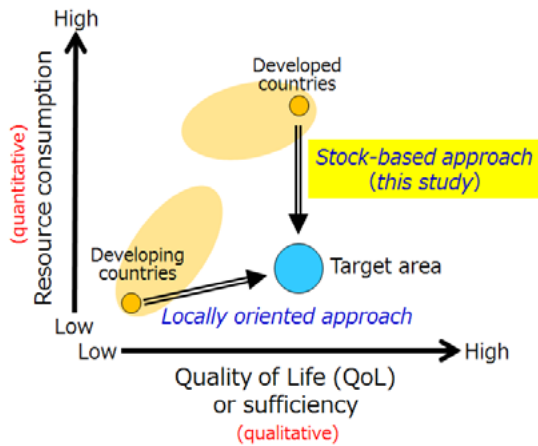 High
Resource consumption
(quantitative)
Developed
countries
Stock-based approach
(this study)
Developing
countries
Target area
Locally oriented approach
Low
Low
High
Quality of Life (QoL)
or sufficiency
(qualitative)